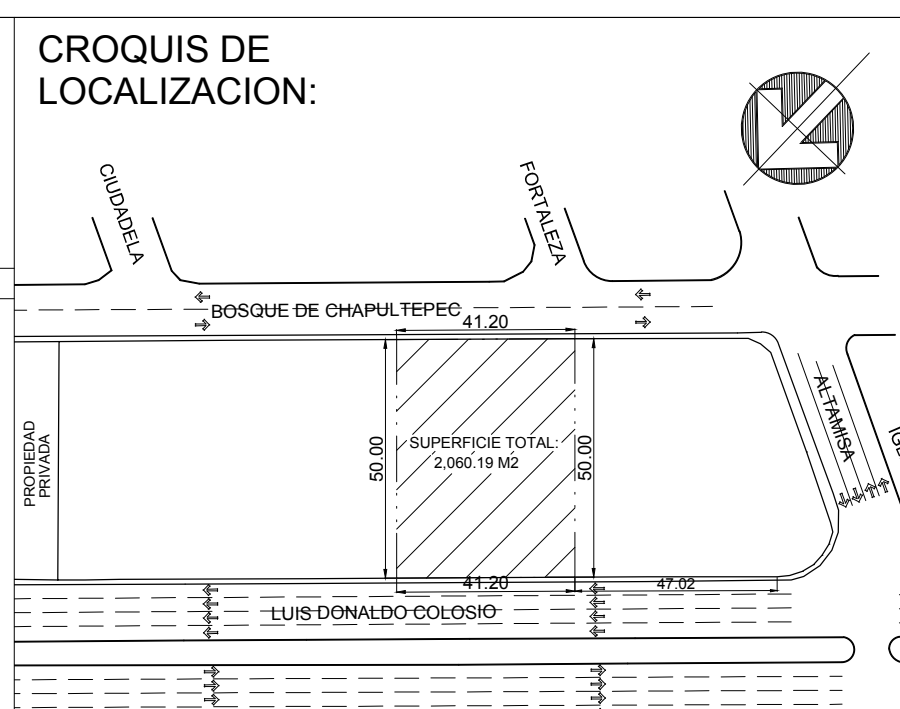 CROQUIS DE
LOCALIZACION:
CIUDADELA
FORTALEZA
BOSQUE DE CHAPULTEPEC
41.20
ALTAMISA
PROPIEDAD
PRIVADA
50.00
SUPERFICIE TOTAL:
2,060.19 M2
50.00
41.20
47.02
LUIS DONALDO COLOSIO